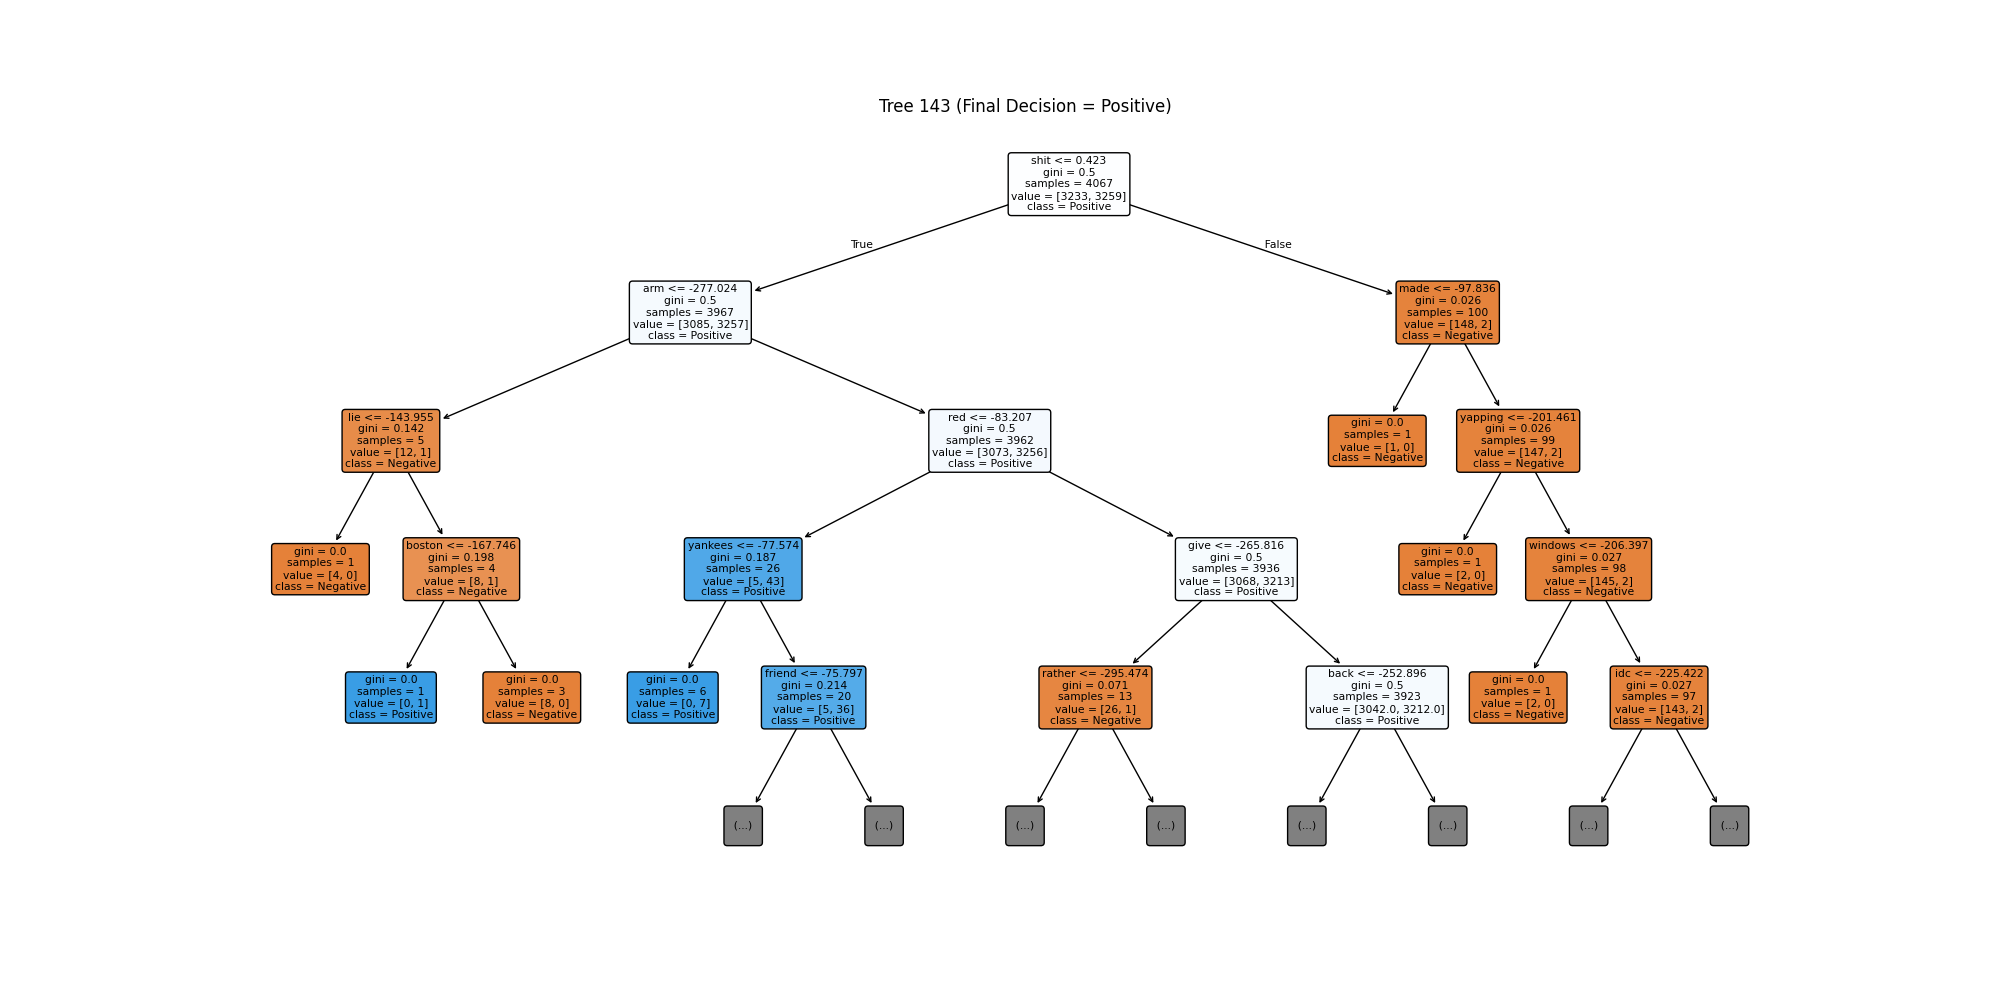 Tree 143 (Final Decision = Positive)
shit <= 0.423
gini = 0.5
samples = 4067
value = [3233, 3259]
class = Positive
True
False
arm <= -277.024
gini = 0.5
samples = 3967
value = [3085, 3257]
class = Positive
made <= -97.836
gini = 0.026
samples = 100
value = [148, 2]
class = Negative
lie <= -143.955
gini = 0.142
samples = 5
value = [12, 1]
class = Negative
red <= -83.207
gini = 0.5
samples = 3962
value = [3073, 3256]
class = Positive
gini = 0.0
samples = 1
value = [1, 0]
class = Negative
yapping <= -201.461
gini = 0.026
samples = 99
value = [147, 2]
class = Negative
gini = 0.0
samples = 1
value = [4, 0]
class = Negative
boston <= -167.746
gini = 0.198
samples = 4
value = [8, 1]
class = Negative
yankees <= -77.574
gini = 0.187
samples = 26
value = [5, 43]
class = Positive
give <= -265.816
gini = 0.5
samples = 3936
value = [3068, 3213]
class = Positive
gini = 0.0
samples = 1
value = [2, 0]
class = Negative
windows <= -206.397
gini = 0.027
samples = 98
value = [145, 2]
class = Negative
gini = 0.0
samples = 1
value = [0, 1]
class = Positive
gini = 0.0
samples = 3
value = [8, 0]
class = Negative
gini = 0.0
samples = 6
value = [0, 7]
class = Positive
friend <= -75.797
gini = 0.214
samples = 20
value = [5, 36]
class = Positive
rather <= -295.474
gini = 0.071
samples = 13
value = [26, 1]
class = Negative
back <= -252.896
gini = 0.5
samples = 3923
value = [3042.0, 3212.0]
class = Positive
gini = 0.0
samples = 1
value = [2, 0]
class = Negative
idc <= -225.422
gini = 0.027
samples = 97
value = [143, 2]
class = Negative
(...)
(...)
(...)
(...)
(...)
(...)
(...)
(...)